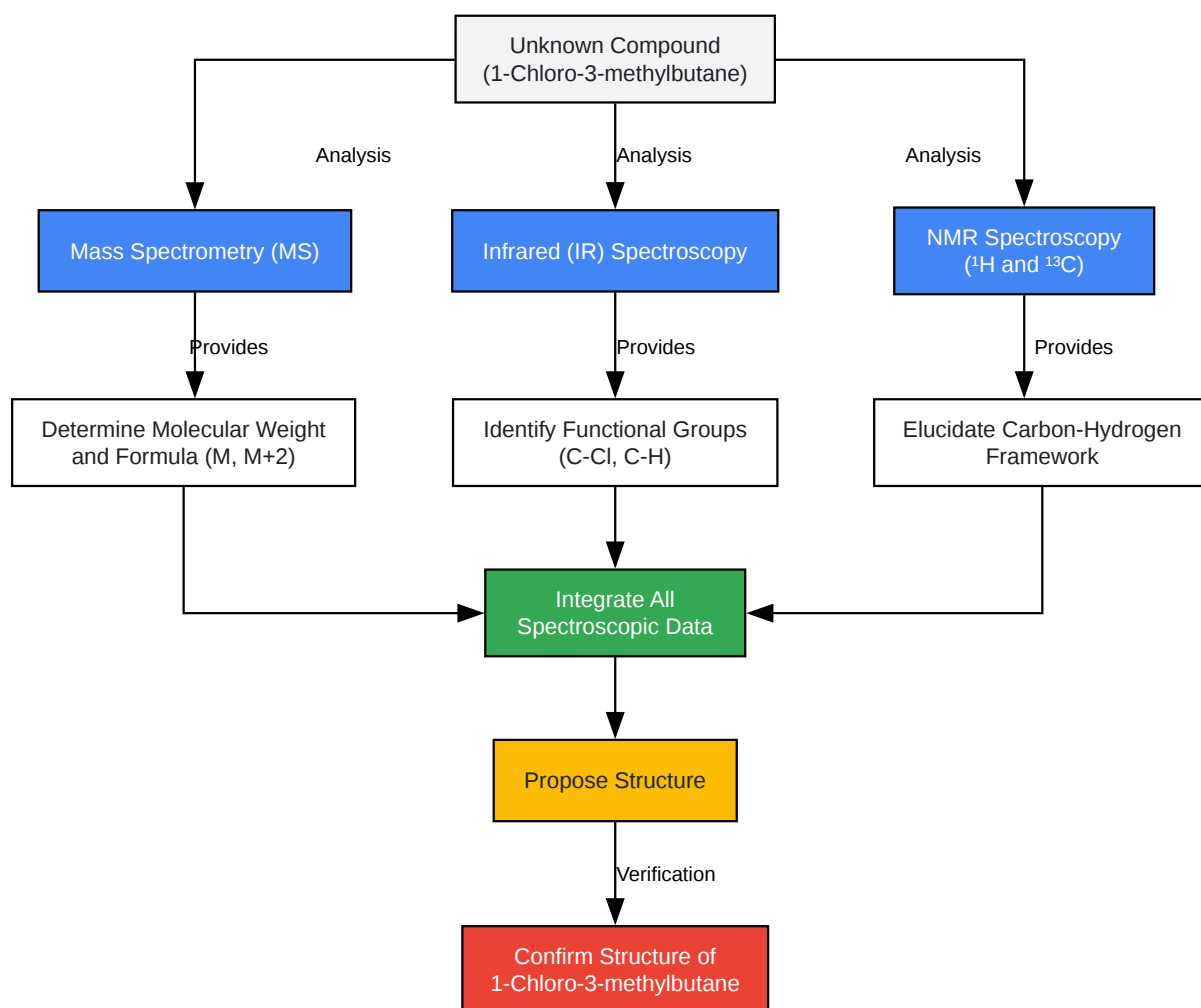 Unknown Compound
(1-Chloro-3-methylbutane)
Analysis
Analysis
Analysis
Mass Spectrometry (MS)
Infrared (IR) Spectroscopy
NMR Spectroscopy
(¹H and ¹³C)
Provides
Provides
Provides
Determine Molecular Weight
and Formula (M, M+2)
Identify Functional Groups
(C-Cl, C-H)
Elucidate Carbon-Hydrogen
Framework
Integrate All
Spectroscopic Data
Propose Structure
Verification
Confirm Structure of
1-Chloro-3-methylbutane